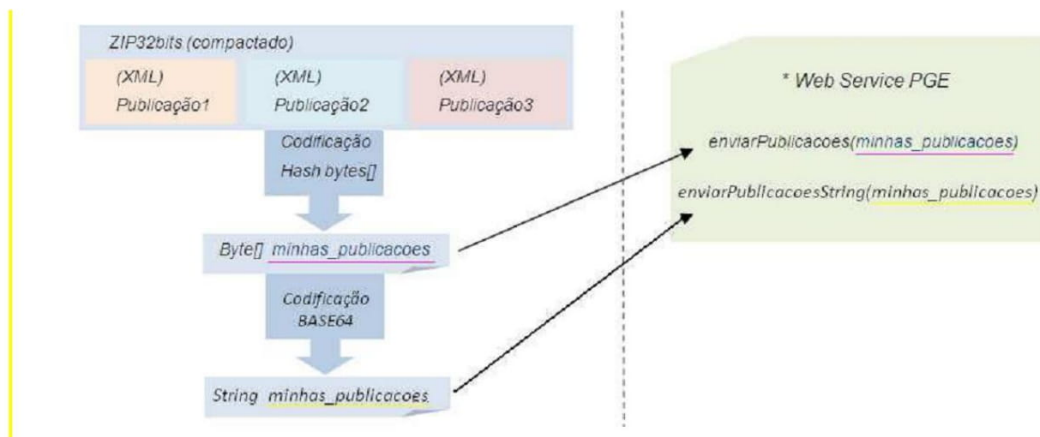 ZIP32bits (compactado)
(XML)
Publicação1
(XML)
Publicação2
(XML)
Publicação3
Codificação
Hash bytes[]
Byte[] minhas_publicacoes
Codificação
BASE64
String minhas_publicacoes
* Web Service PGE
enviarPublicacoes(minhas_publicacoes)
enviarPublicacoesString(minhas_publicacoes)